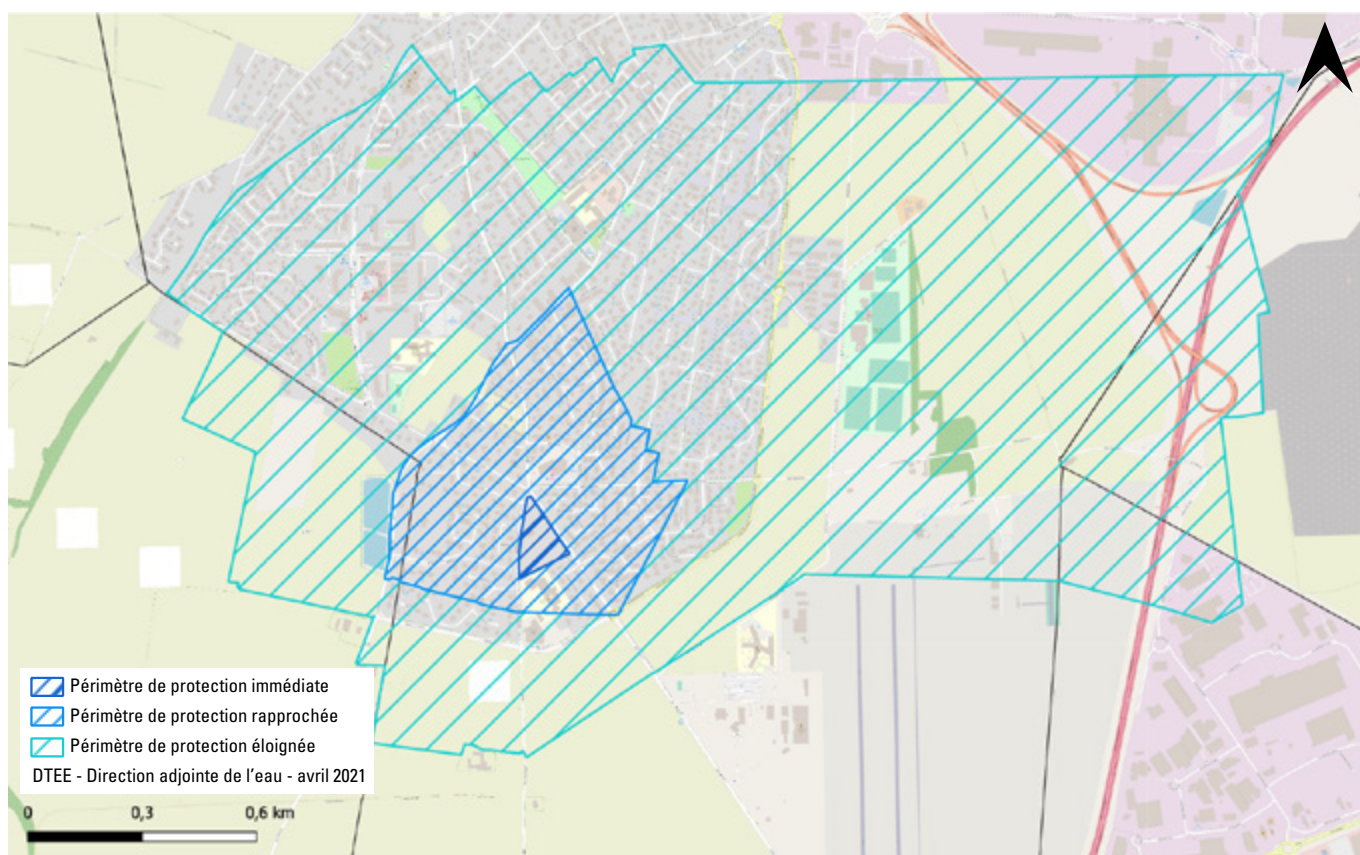 Périmètre de protection immédiate
Périmètre de protection rapprochée
Périmètre de protection éloignée
DTEE - Direction adjointe de l'eau - avril 2021
0 0,3 0,6 km